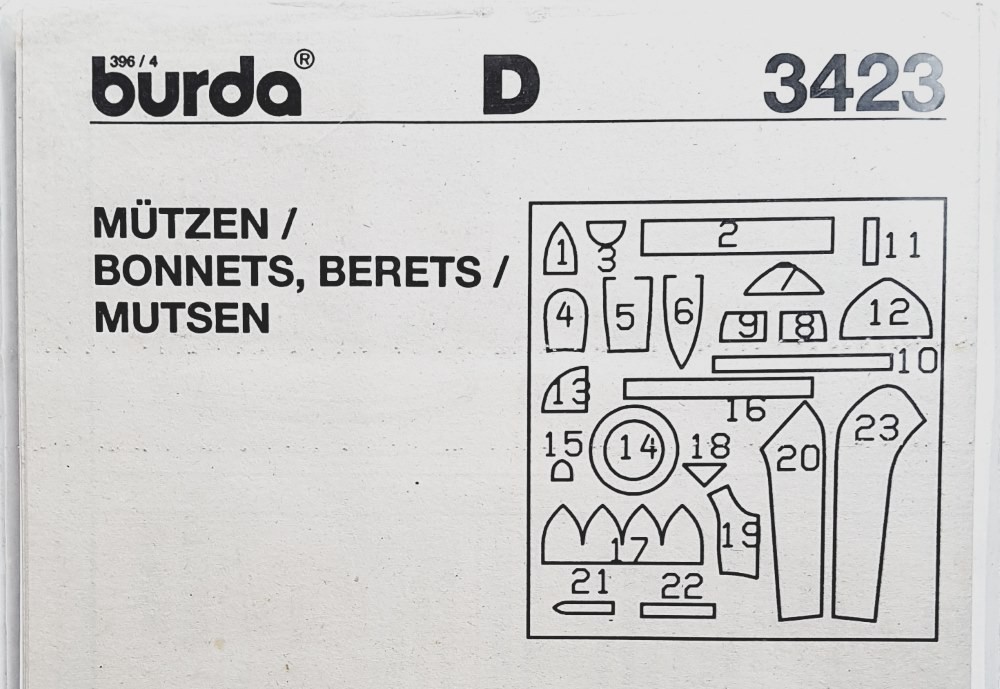 396 / 4
burda® D 3423
MÜTZEN /
BONNETS, BERETS /
MUTSEN
1 3 2 11
4 5 6 7 9 8 12
10
13 16
15 14 18 20 23
17 19
21 22